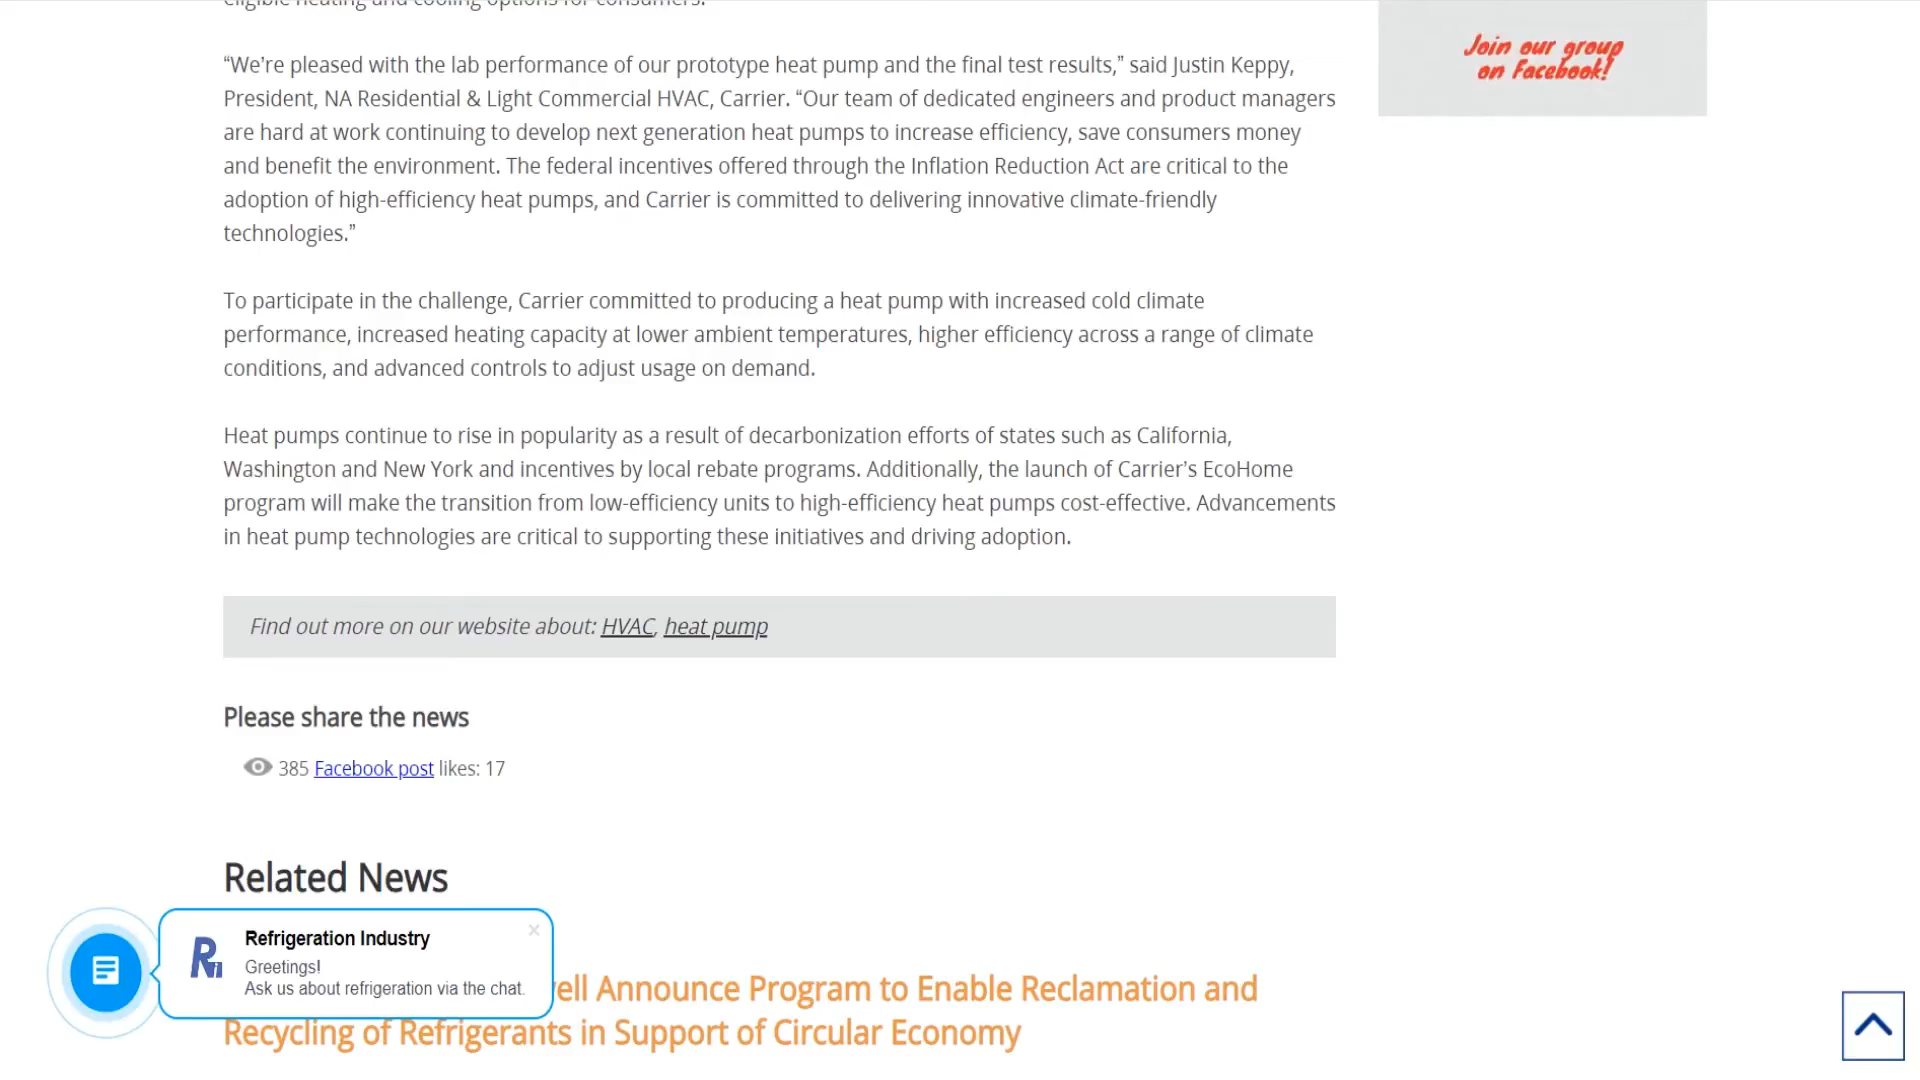 eligible heating and cooling options for consumers.
Join our group
on Facebook!
“We’re pleased with the lab performance of our prototype heat pump and the final test results,” said Justin Keppy,
President, NA Residential & Light Commercial HVAC, Carrier. “Our team of dedicated engineers and product managers
are hard at work continuing to develop next generation heat pumps to increase efficiency, save consumers money
and benefit the environment. The federal incentives offered through the Inflation Reduction Act are critical to the
adoption of high-efficiency heat pumps, and Carrier is committed to delivering innovative climate-friendly
technologies.”
To participate in the challenge, Carrier committed to producing a heat pump with increased cold climate
performance, increased heating capacity at lower ambient temperatures, higher efficiency across a range of climate
conditions, and advanced controls to adjust usage on demand.
Heat pumps continue to rise in popularity as a result of decarbonization efforts of states such as California,
Washington and New York and incentives by local rebate programs. Additionally, the launch of Carrier’s EcoHome
program will make the transition from low-efficiency units to high-efficiency heat pumps cost-effective. Advancements
in heat pump technologies are critical to supporting these initiatives and driving adoption.
Find out more on our website about: HVAC, heat pump
Please share the news
385 Facebook post likes: 17
Related News
Refrigeration Industry
Greetings!
Ask us about refrigeration via the chat.
ell Announce Program to Enable Reclamation and
Recycling of Refrigerants in Support of Circular Economy